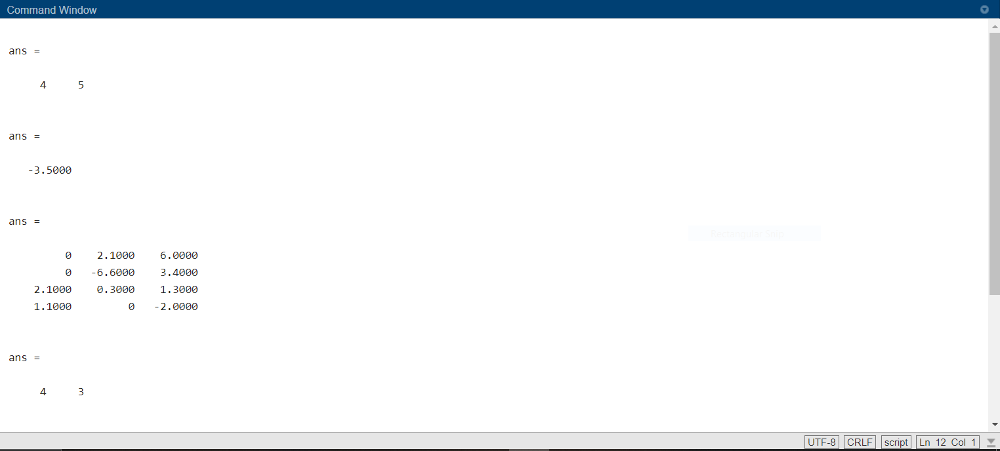 Command Window
ans =
4 5
ans =
-3.5000
ans =
0 2.1000 6.0000
0 -6.6000 3.4000
2.1000 0.3000 1.3000
1.1000 0 -2.0000
Rectangular Snip
ans =
4 3
UTF-8 CRLF script Ln 12 Col 1